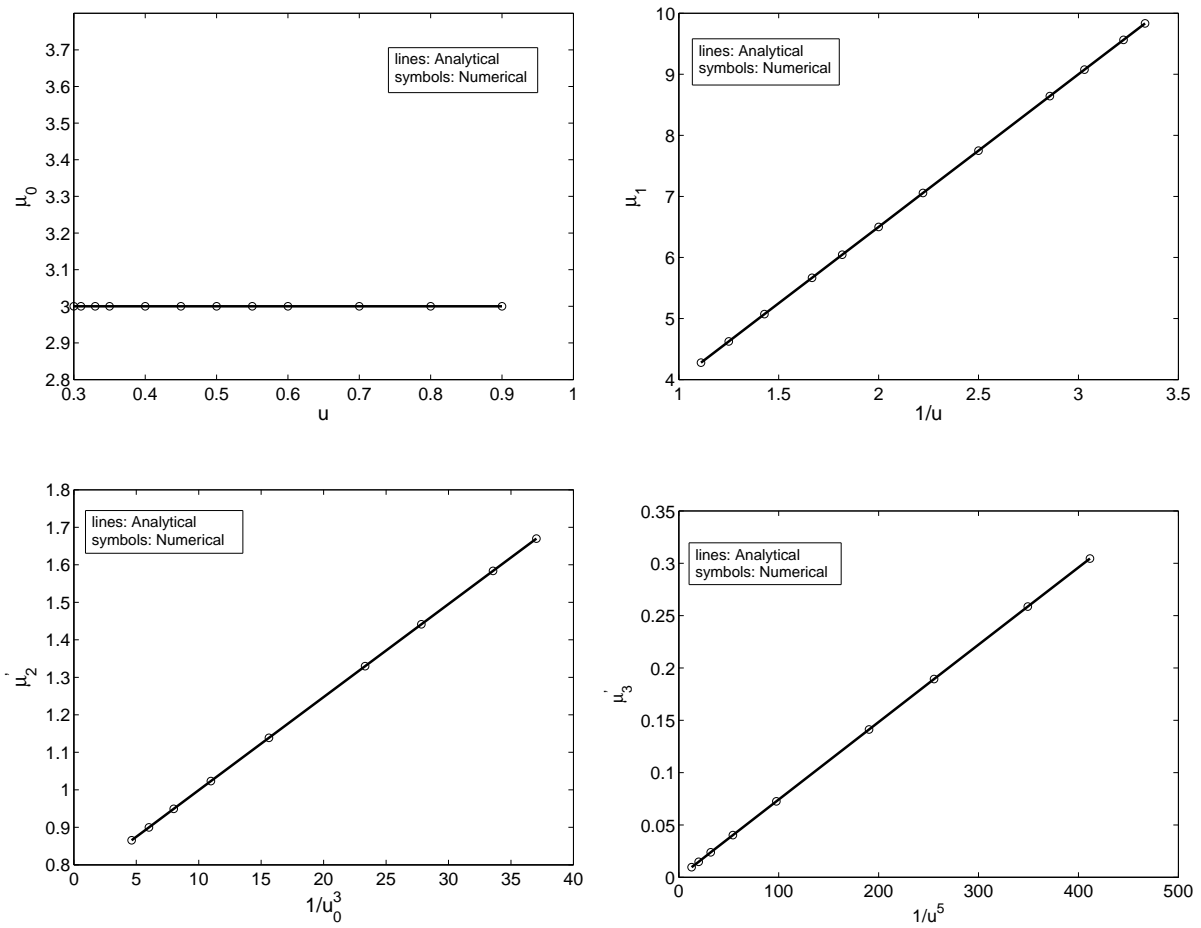 3.7
3.6
3.5
3.4
3.3
3.2
3.1
3
2.9
2.8
0.3 0.4 0.5 0.6 0.7 0.8 0.9 1
μ0
u
lines: Analytical
symbols: Numerical
10
9
8
7
6
5
4
1 1.5 2 2.5 3 3.5
μ1
1/u
lines: Analytical
symbols: Numerical
1.8
1.7
1.6
1.5
1.4
1.3
1.2
1.1
1
0.9
0.8
0 5 10 15 20 25 30 35 40
μ2'
1/u0^3
lines: Analytical
symbols: Numerical
0.35
0.3
0.25
0.2
0.15
0.1
0.05
0
0 100 200 300 400 500
μ3'
1/u^5
lines: Analytical
symbols: Numerical